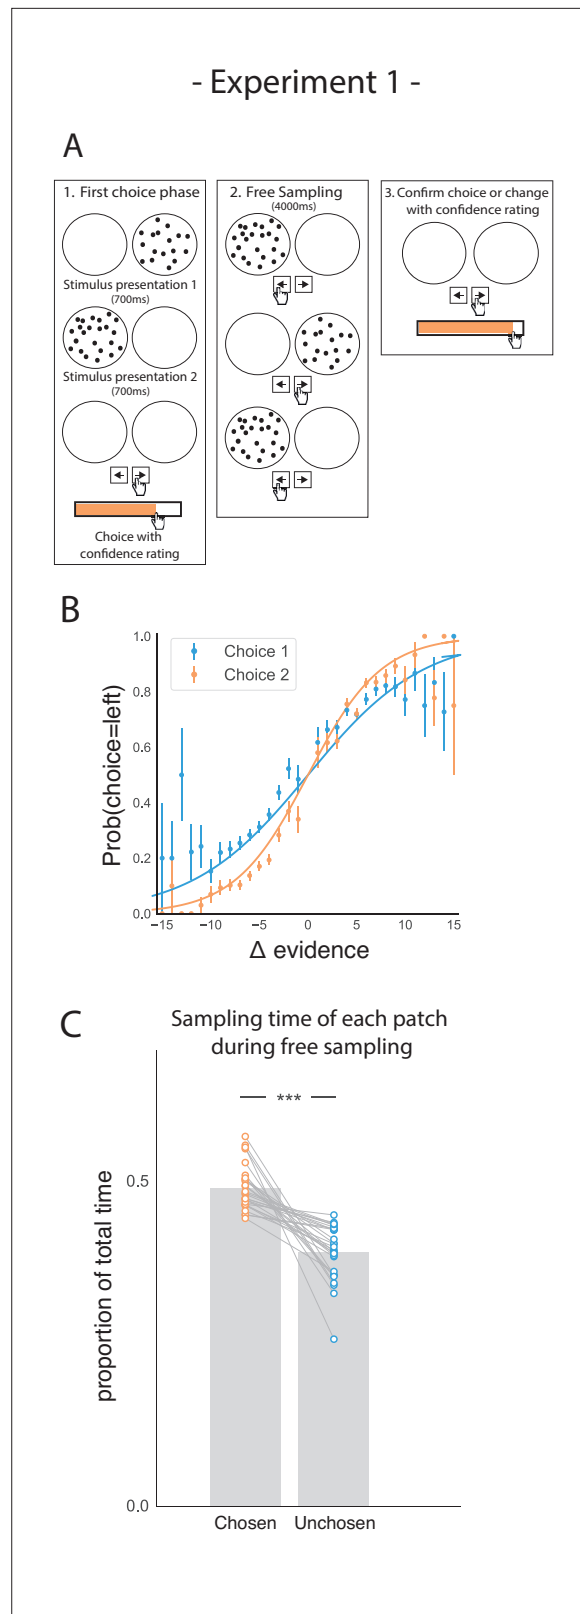 - Experiment 1 -
A
1. First choice phase
Stimulus presentation 1
(700ms)
Stimulus presentation 2
(700ms)
Choice with
confidence rating
2. Free Sampling
(4000ms)
3. Confirm choice or change
with confidence rating
B
Prob(choice=left)
1.0
0.8
0.6
0.4
0.2
0.0
Choice 1
Choice 2
−15
−10
−5
0
5
10
15
Δ evidence
C
Sampling time of each patch
during free sampling
***
proportion of total time
0.5
0.0
Chosen
Unchosen